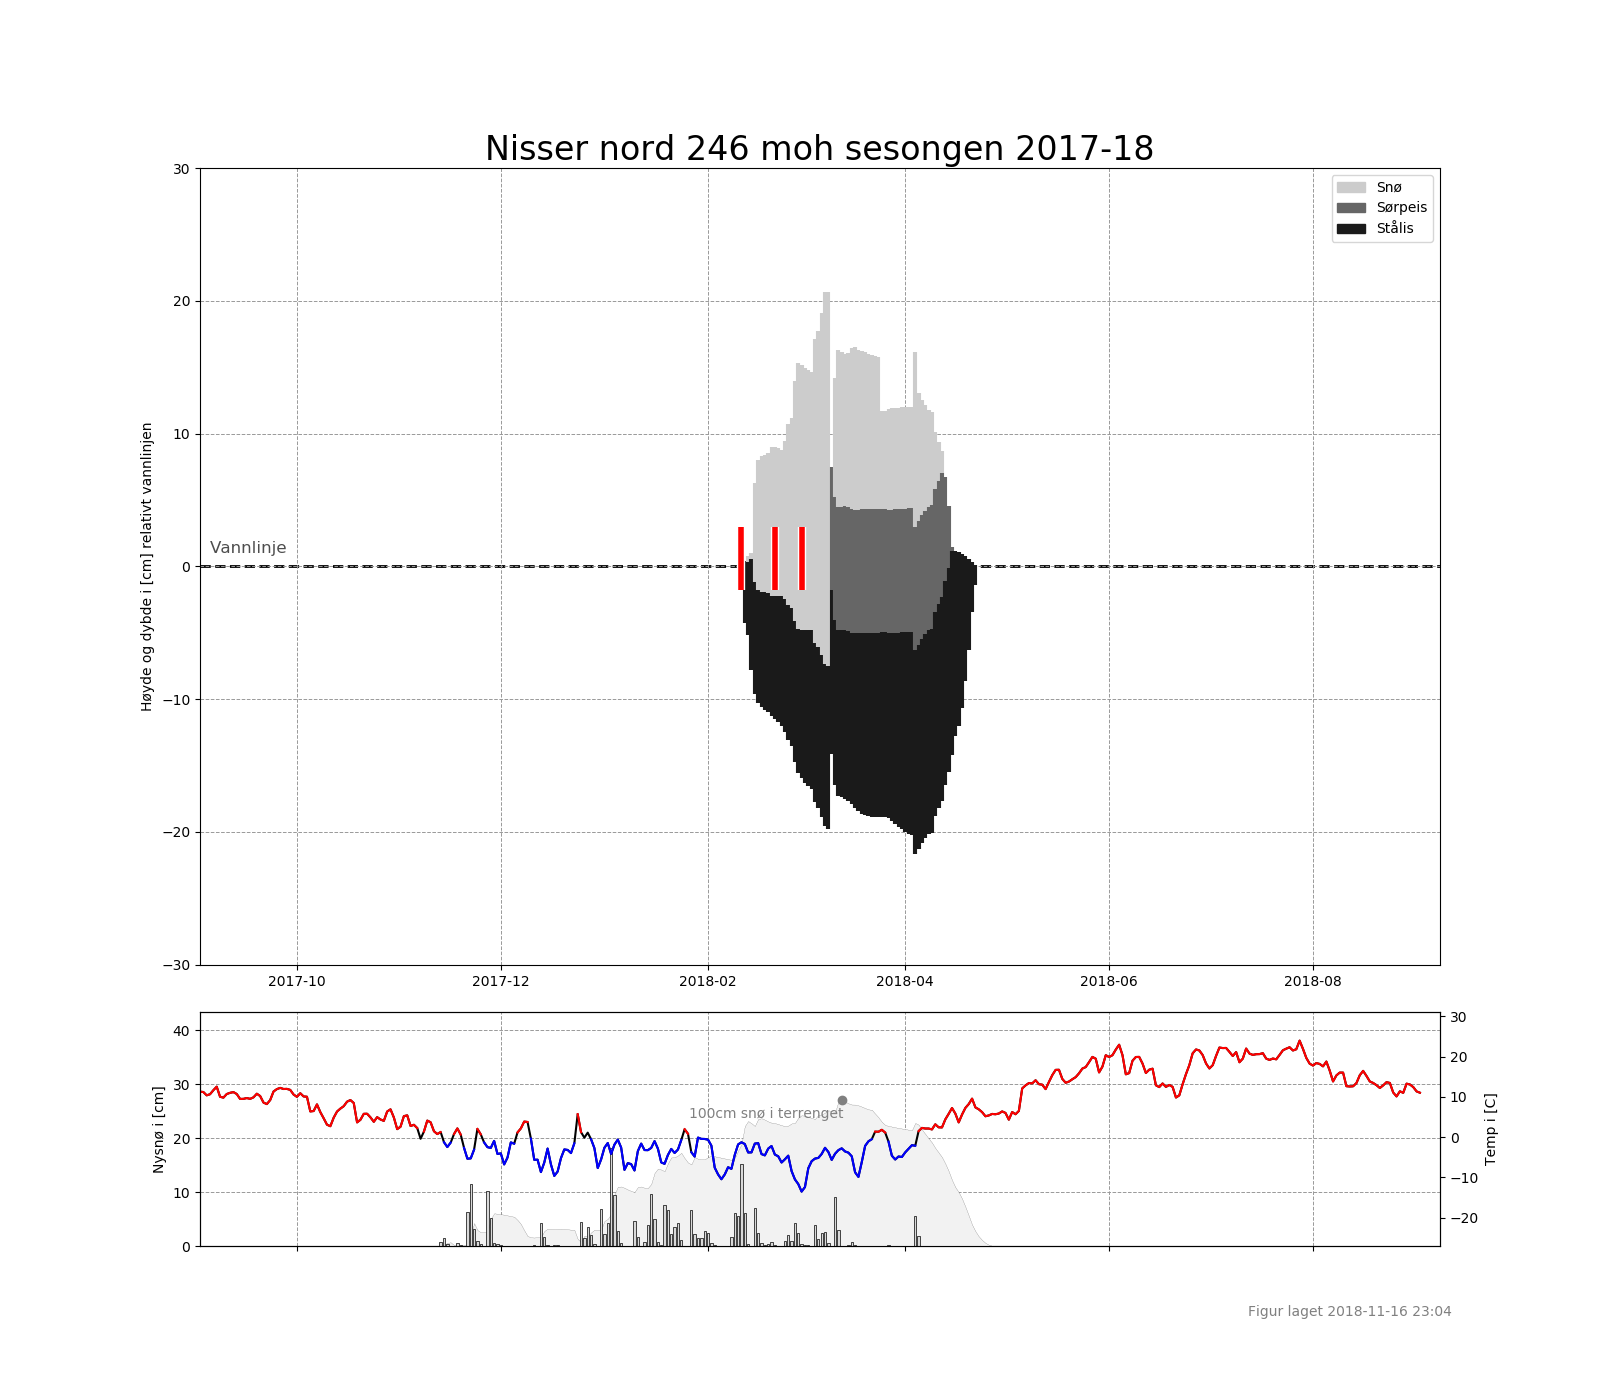 Nisser nord 246 moh sesongen 2017-18
30
20
10
0
−10
−20
−30
Høyde og dybde i [cm] relativt vannlinjen
Vannlinje
Snø
Sørpeis
Stålis
2017-10
2017-12
2018-02
2018-04
2018-06
2018-08
40
30
20
10
0
Nysnø i [cm]
100cm snø i terrenget
30
20
10
0
−10
−20
Temp i [C]
Figur laget 2018-11-16 23:04